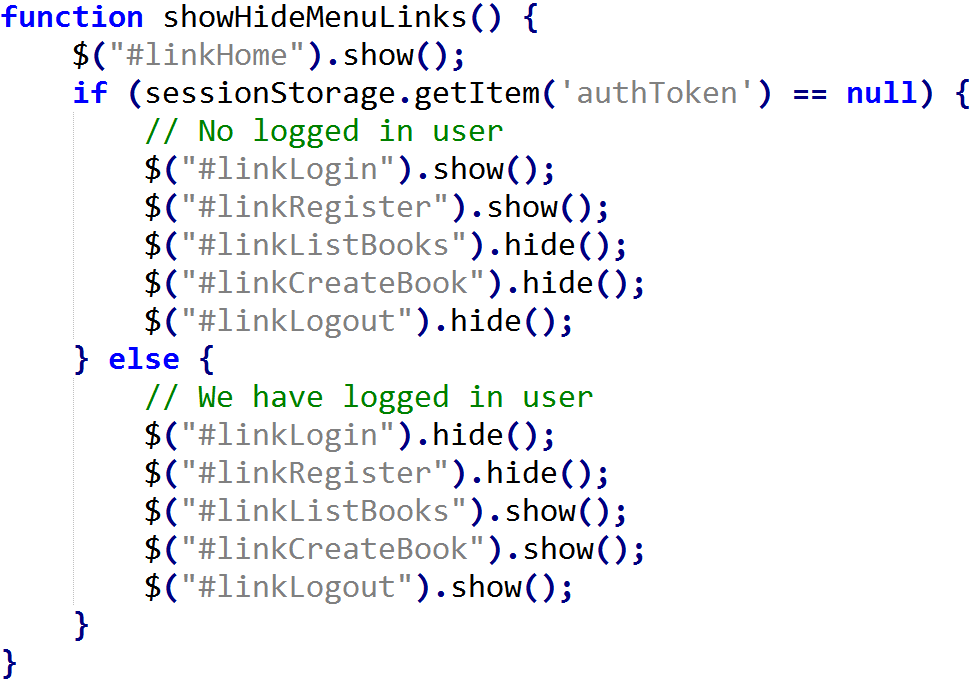 function showHideMenuLinks() {
    $("#linkHome").show();
    if (sessionStorage.getItem('authToken') == null) {
        // No logged in user
        $("#linkLogin").show();
        $("#linkRegister").show();
        $("#linkListBooks").hide();
        $("#linkCreateBook").hide();
        $("#linkLogout").hide();
    } else {
        // We have logged in user
        $("#linkLogin").hide();
        $("#linkRegister").hide();
        $("#linkListBooks").show();
        $("#linkCreateBook").show();
        $("#linkLogout").show();
    }
}